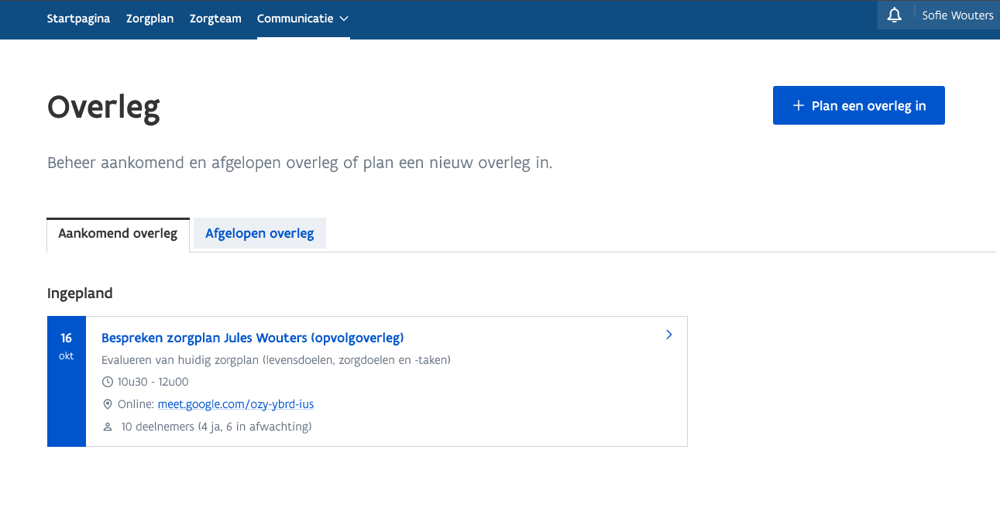 Startpagina Zorgplan Zorgteam Communicatie Sofie Wouters
Overleg
+ Plan een overleg in
Beheer aankomend en afgelopen overleg of plan een nieuw overleg in.
Aankomend overleg Afgelopen overleg
Ingepland
16
okt
Bespreken zorgplan Jules Wouters (opvolgoverleg)
Evalueren van huidig zorgplan (levensdoelen, zorgdoelen en -taken)
10u30 - 12u00
Online: meet.google.com/ozy-ybrd-ius
10 deelnemers (4 ja, 6 in afwachting)